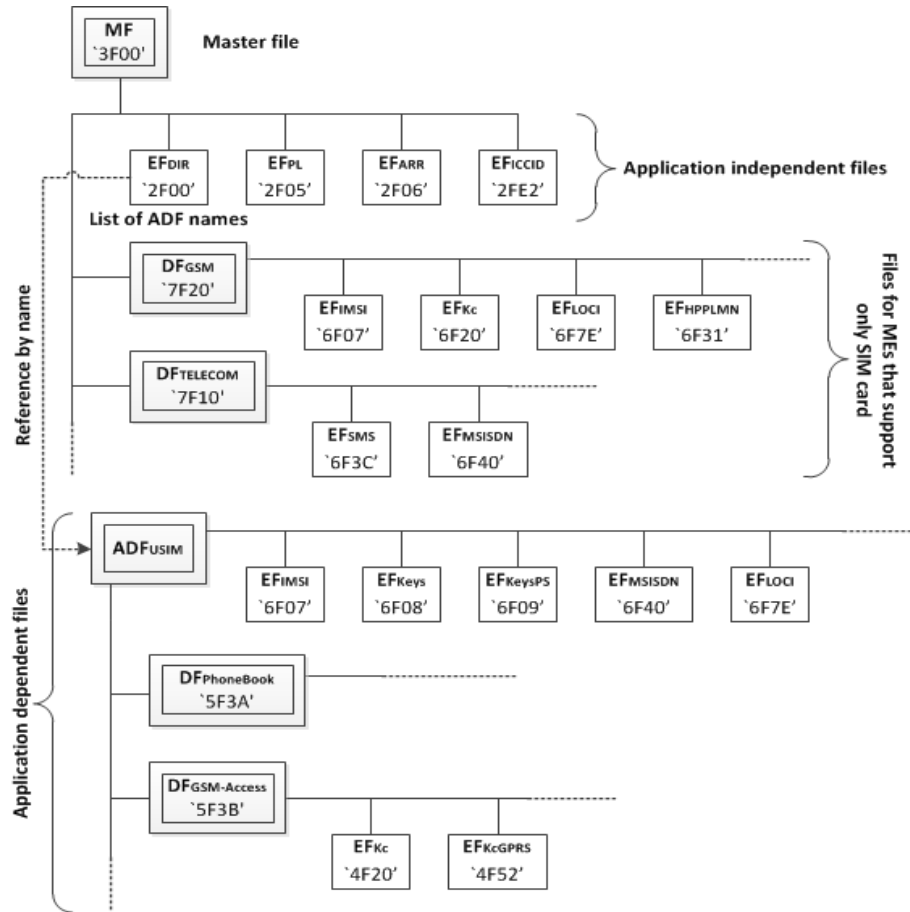 MF
`3F00'
Master file
EFDIR
`2F00’
EFPL
`2F05’
EFARR
`2F06’
EFICCID
`2FE2’
Application independent files
List of ADF names
Reference by name
DFGSM
`7F20'
EFIMSI
`6F07’
EFKc
`6F20’
EFLOCI
`6F7E’
EFHPPLMN
`6F31’
DFTELECOM
`7F10'
EFSMS
`6F3C’
EFMSISDN
`6F40’
Files for MEs that support
only SIM card
Application dependent files
ADFUSIM
EFIMSI
`6F07’
EFKeys
`6F08’
EFKeysPS
`6F09’
EFMSISDN
`6F40’
EFLOCI
`6F7E’
DFPhoneBook
`5F3A'
DFGSM-Access
`5F3B'
EFKc
`4F20’
EFKcGPRS
`4F52’